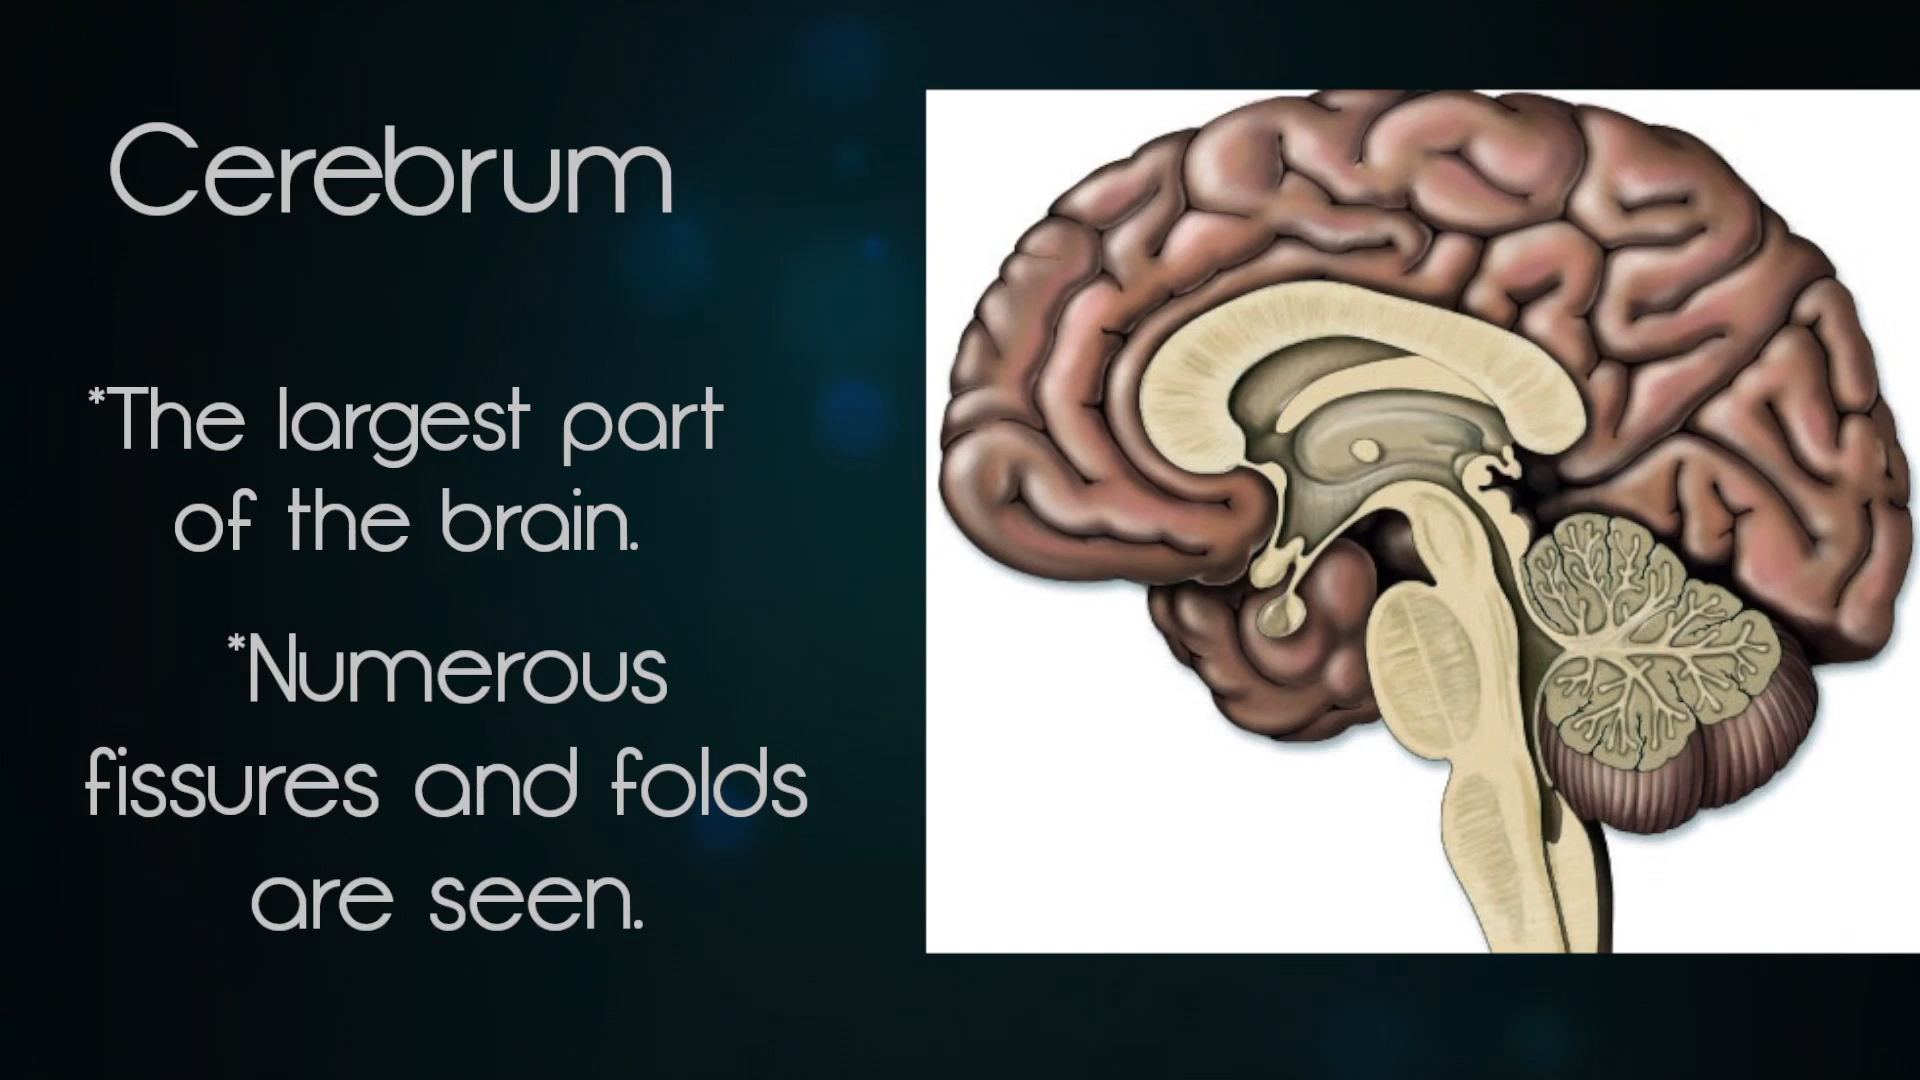 Cerebrum
*The largest part
of the brain.
*Numerous
fissures and folds
are seen.